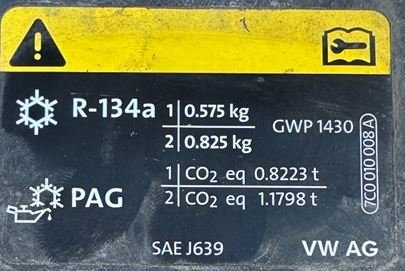 R-134a 1 | 0.575 kg
2 | 0.825 kg
GWP 1430
PAG 1 | CO₂ eq 0.8223 t
2 | CO₂ eq 1.1798 t
SAE J639 VW AG
7C0 010 008 A